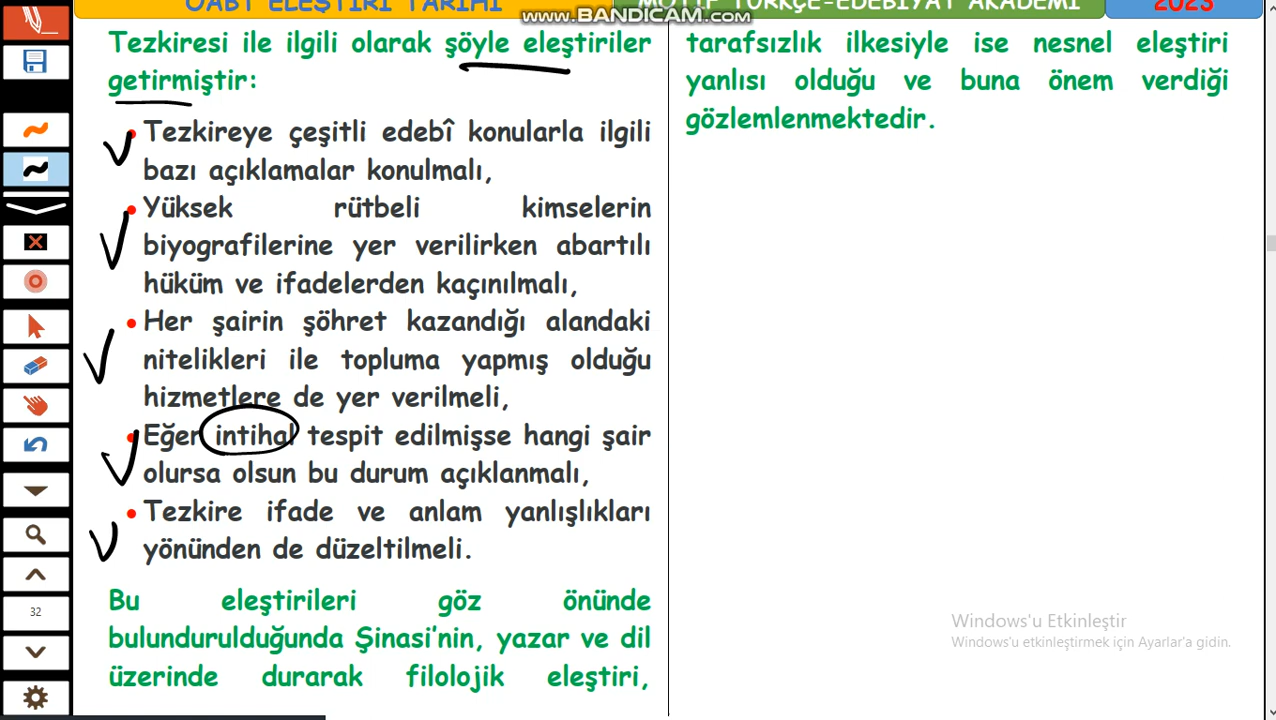 ÖABT ELEŞTİRİ TARİHİ
www.BANDICAM.com
MOTİF TÜRKÇE-EDEBİYAT AKADEMİ
2023
Tezkiresi ile ilgili olarak şöyle eleştiriler
getirmiştir:
• Tezkireye çeşitli edebî konularla ilgili
bazı açıklamalar konulmalı,
• Yüksek rütbeli kimselerin
biyografilerine yer verilirken abartılı
hüküm ve ifadelerden kaçınılmalı,
• Her şairin şöhret kazandığı alandaki
nitelikleri ile topluma yapmış olduğu
hizmetlere de yer verilmeli,
• Eğer intihal tespit edilmişse hangi şair
olursa olsun bu durum açıklanmalı,
• Tezkire ifade ve anlam yanlışlıkları
yönünden de düzeltilmeli.
Bu eleştirileri göz önünde
bulundurulduğunda Şinasi’nin, yazar ve dil
üzerinde durarak filolojik eleştiri,
tarafsızlık ilkesiyle ise nesnel eleştiri
yanlısı olduğu ve buna önem verdiği
gözlemlenmektedir.
32
Windows'u Etkinleştir
Windows'u etkinleştirmek için Ayarlar'a gidin.